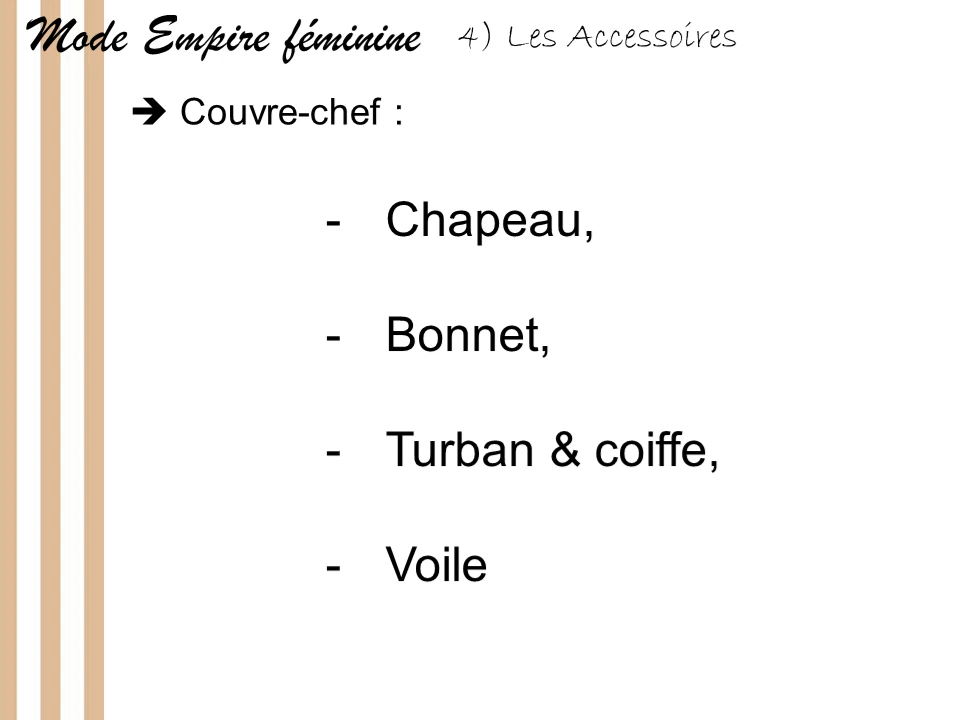 Mode Empire féminine 4) Les Accessoires
➔ Couvre-chef :
- Chapeau,
- Bonnet,
- Turban & coiffe,
- Voile